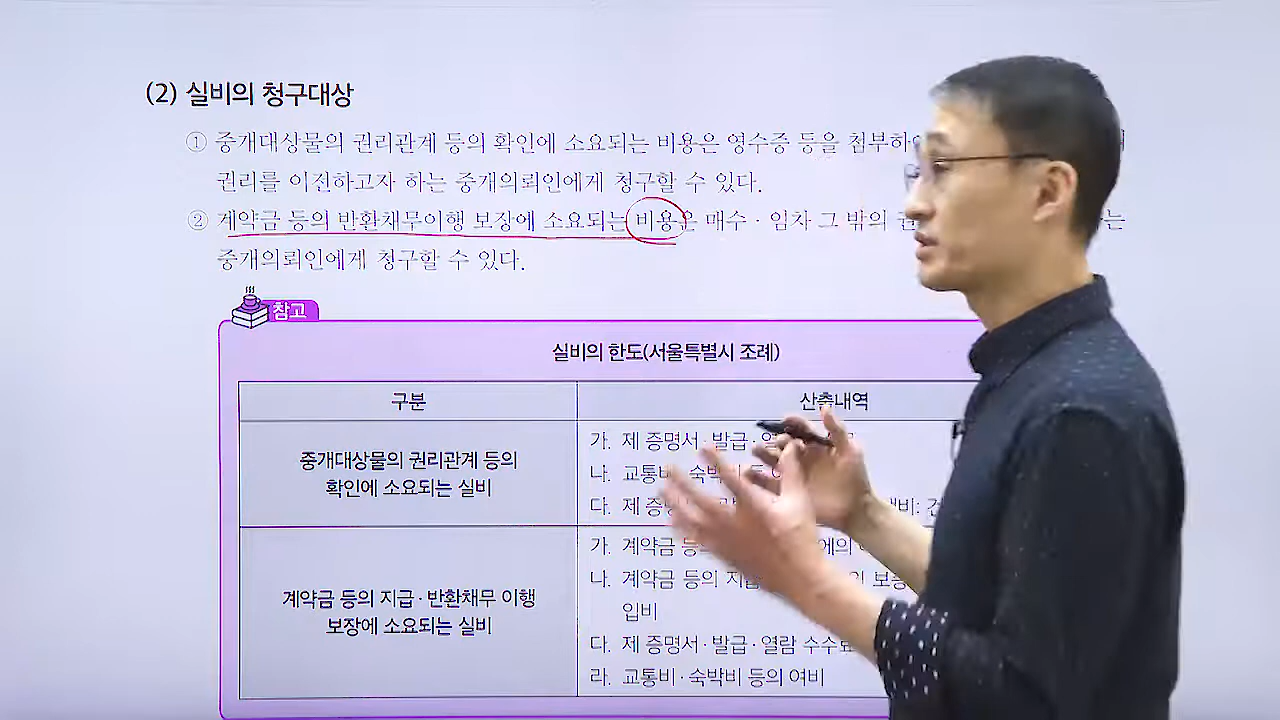 (2) 실비의 청구대상
① 중개대상물의 권리관계 등의 확인에 소요되는 비용은 영수증 등을
권리를 이전하고자 하는 중개의뢰인에게 청구할 수 있다.
② 계약금 등의 반환채무이행 보장에 소요되는 비용은 매수 · 임차 그 밖의
중개의뢰인에게 청구할 수 있다.
참고
실비의 한도(서울특별시 조례)
구분
산출내역
중개대상물의 권리관계 등의
확인에 소요되는 실비
가. 제 증명서 · 발급 ·
나. 교통비 · 숙박비 등
다. 제
계약금 등의 지급 · 반환채무 이행
보장에 소요되는 실비
가. 계약금
나. 계약금 등의
입비
다. 제 증명서 · 발급 · 열람 수수료
라. 교통비 · 숙박비 등의 여비